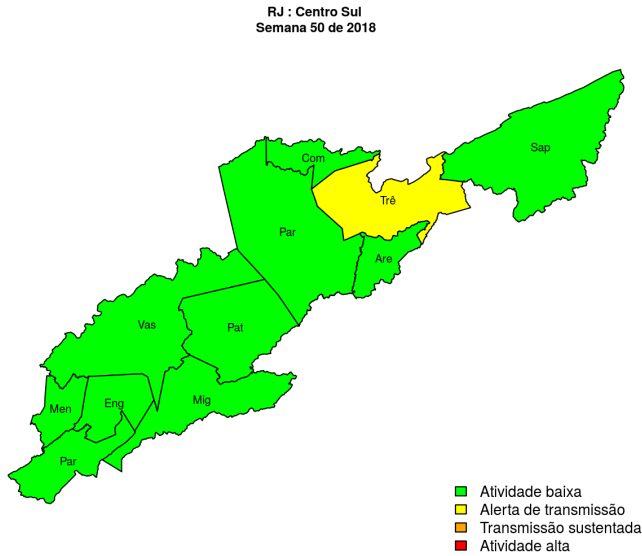 RJ : Centro Sul
Semana 50 de 2018
Sap
Com
Trê
Par
Are
Vas
Pat
Men
Eng
Mig
Par
Atividade baixa
Alerta de transmissão
Transmissão sustentada
Atividade alta